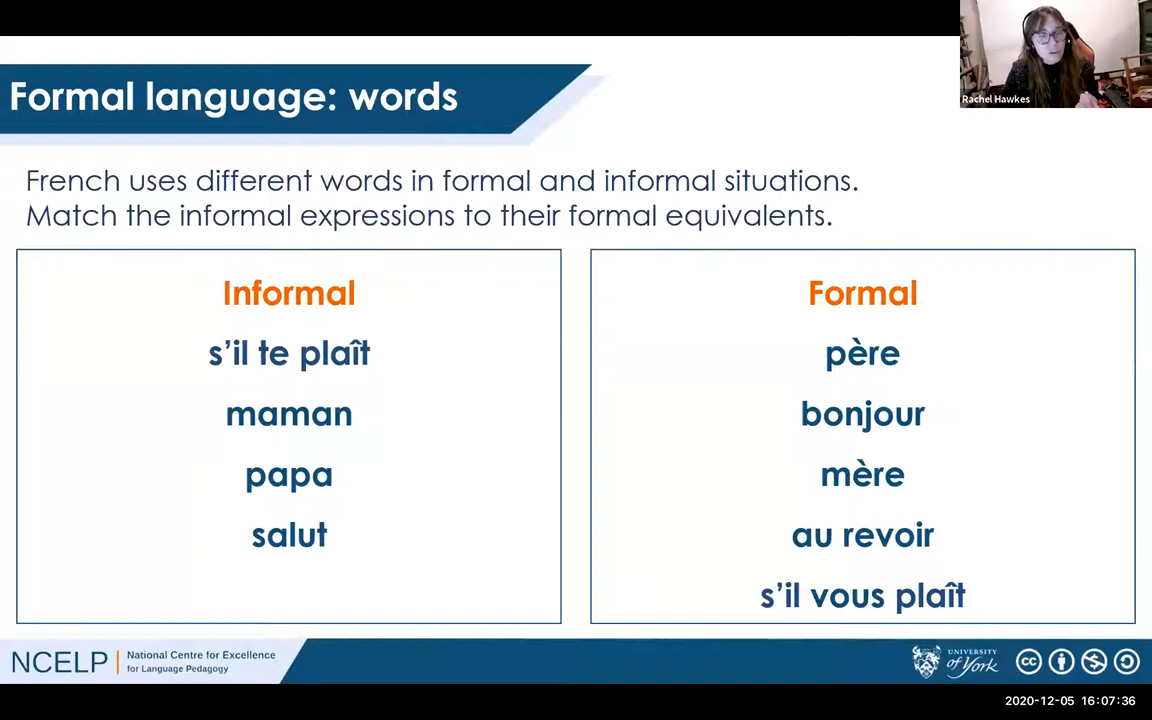 Rachel Hawkes
Formal language: words
French uses different words in formal and informal situations.
Match the informal expressions to their formal equivalents.
Informal
s’il te plaît
maman
papa
salut
Formal
père
bonjour
mère
au revoir
s’il vous plaît
NCELP
National Centre for Excellence
for Language Pedagogy
UNIVERSITY
of York
cc
2020-12-05 16:07:36